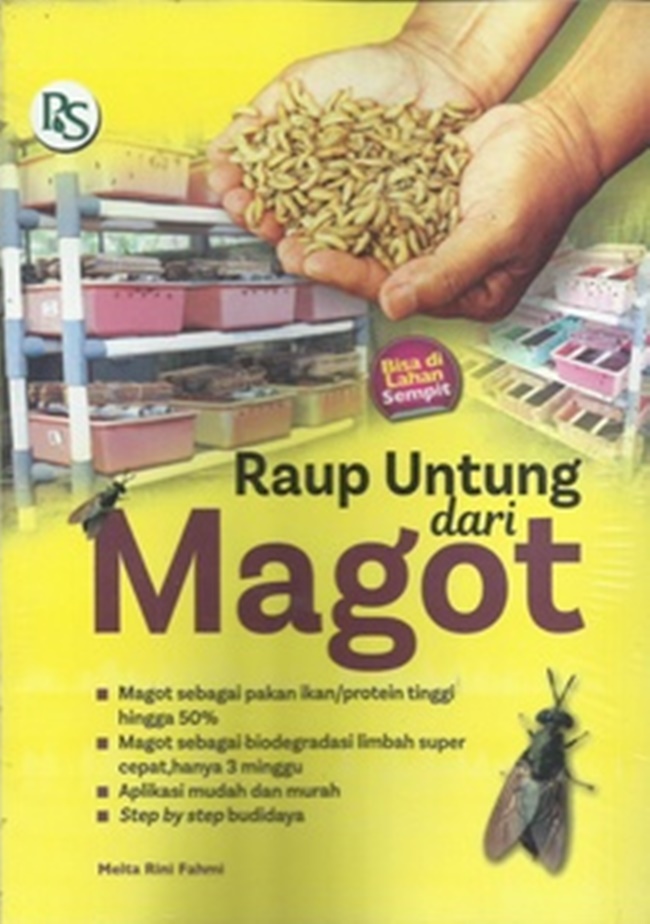 PS
Bisa di
Lahan
Sempit
Raup Untung
dari
Magot
Magot sebagai pakan ikan/protein tinggi
hingga 50%
Magot sebagai biodegradasi limbah super
cepat,hanya 3 minggu
Aplikasi mudah dan murah
Step by step budidaya
Melta Rini Fahmi